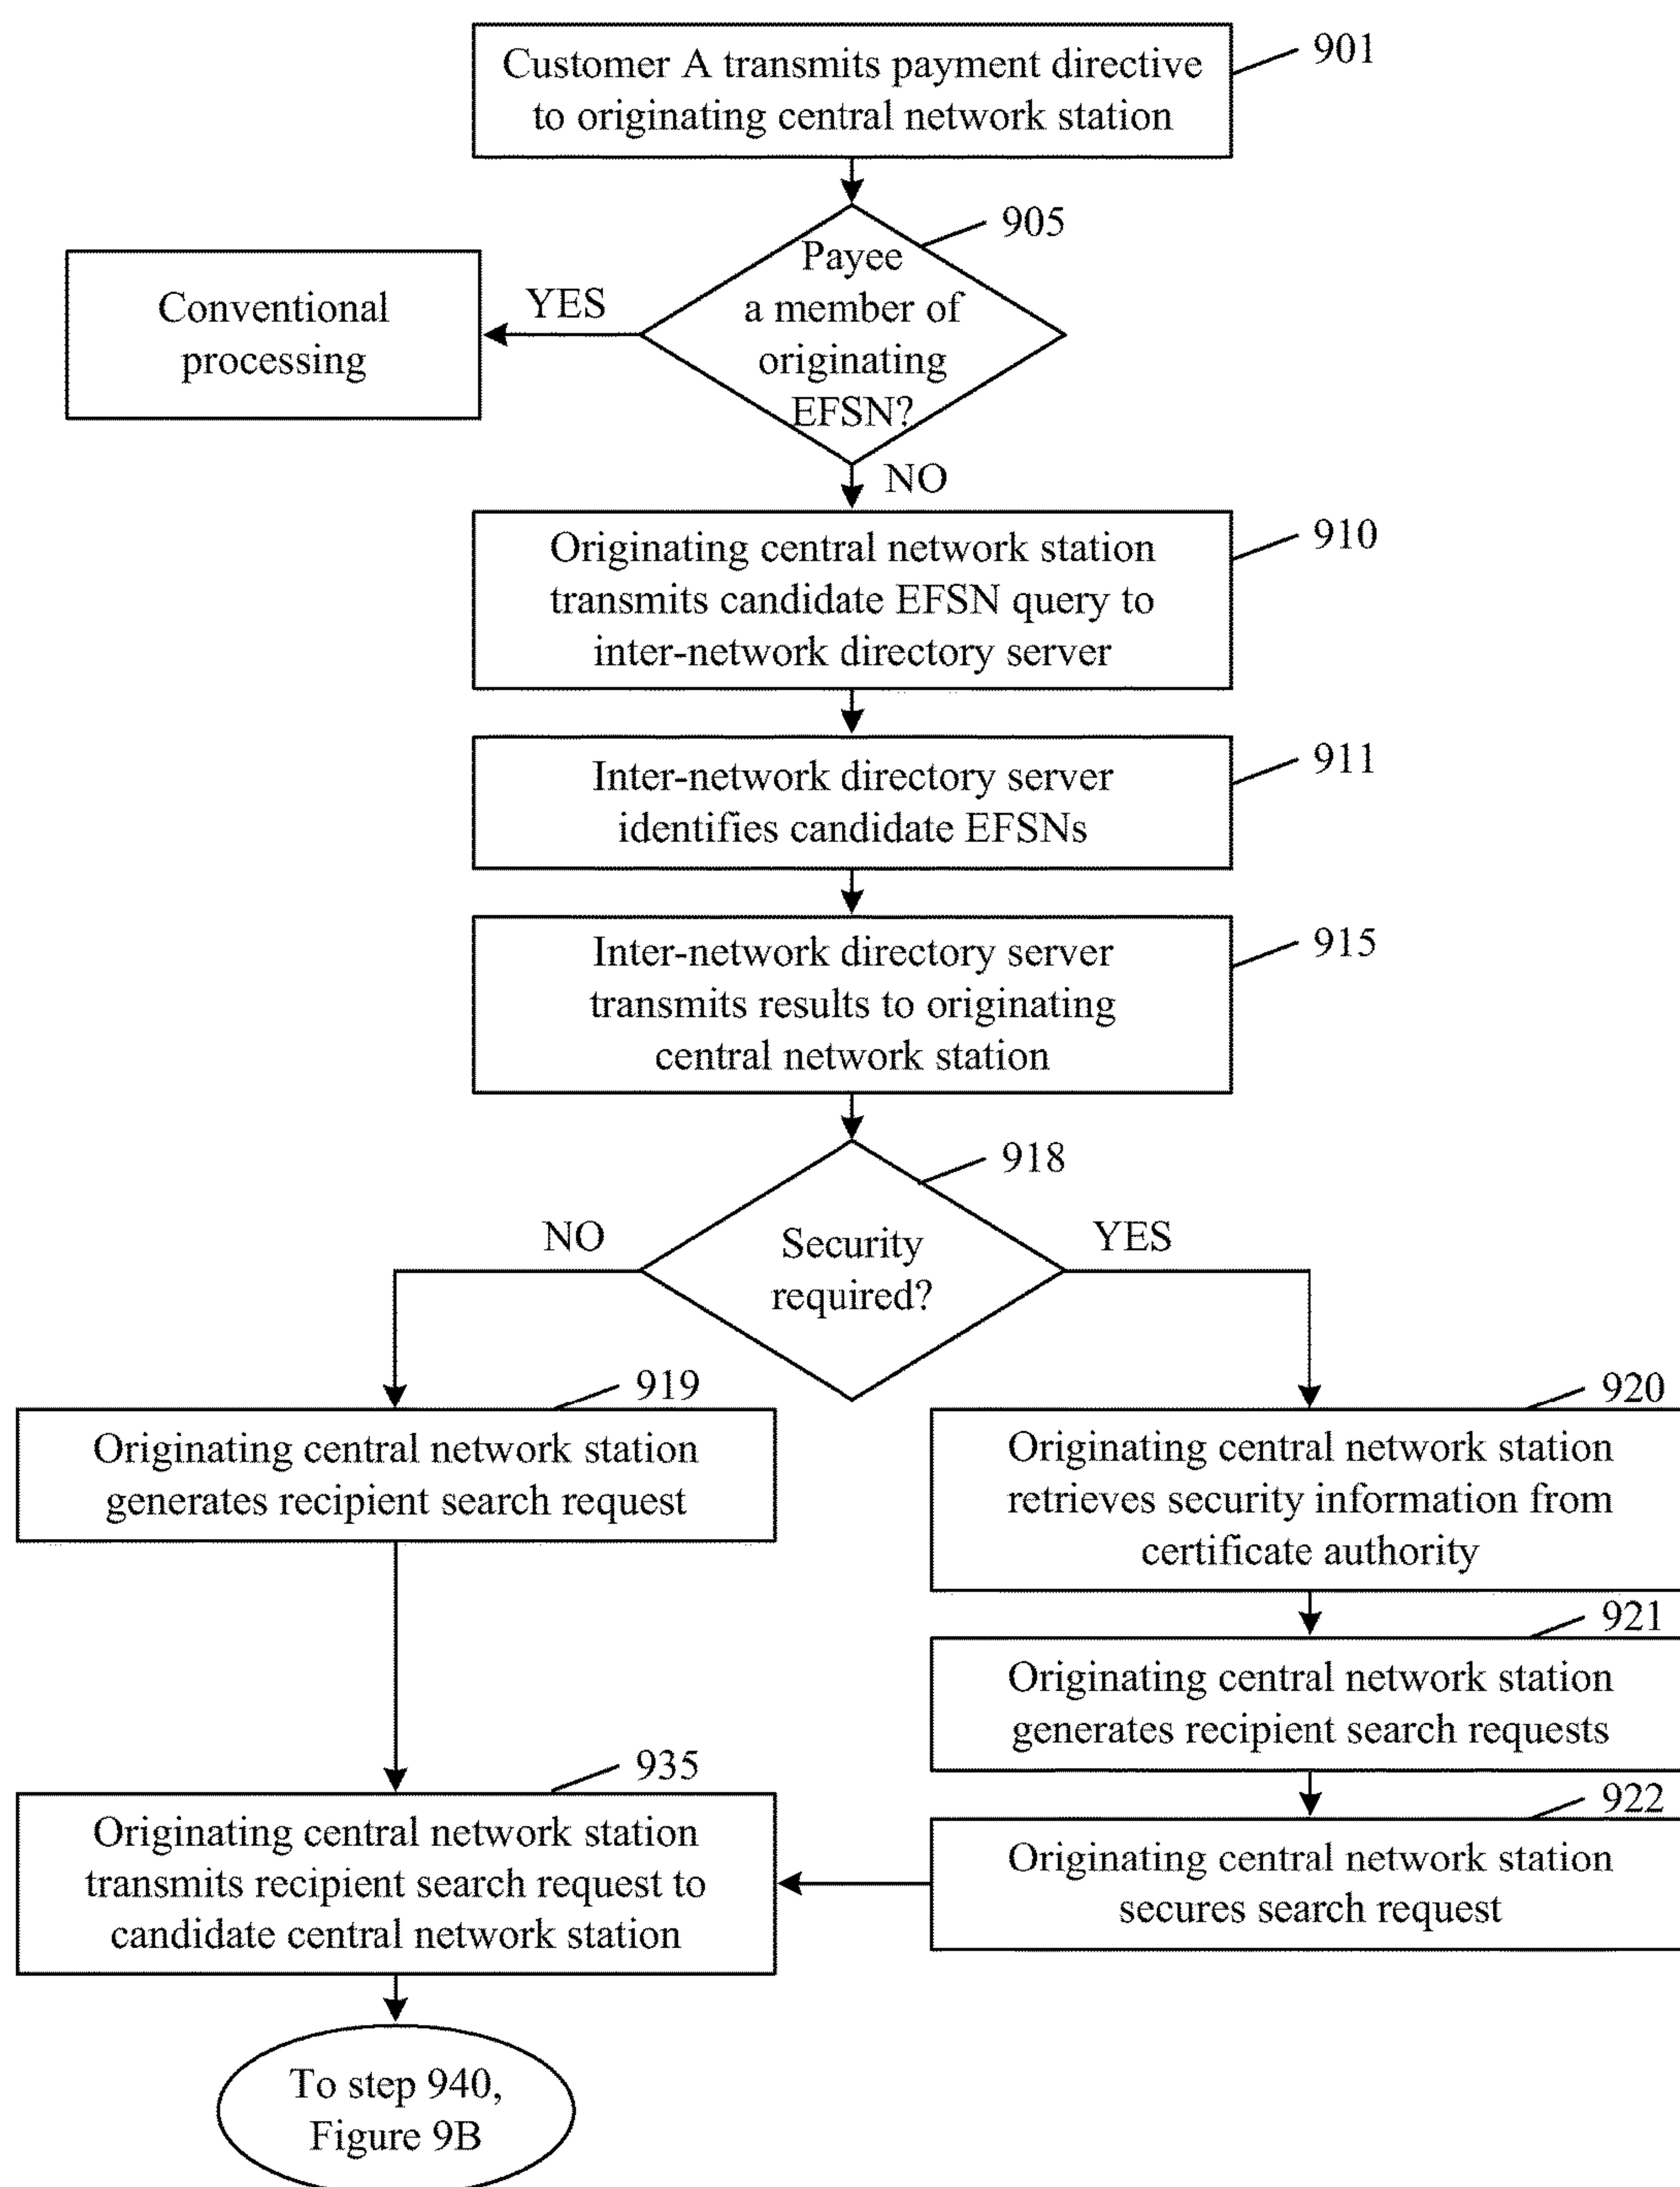 Customer A transmits payment directive
to originating central network station
901
905
Payee
a member of
originating
EFSN?
YES
Conventional
processing
NO
Originating central network station
transmits candidate EFSN query to
inter-network directory server
910
Inter-network directory server
identifies candidate EFSNs
911
Inter-network directory server
transmits results to originating
central network station
915
918
Security
required?
NO
YES
919
Originating central network station
generates recipient search request
920
Originating central network station
retrieves security information from
certificate authority
921
Originating central network station
generates recipient search requests
922
Originating central network station
secures search request
935
Originating central network station
transmits recipient search request to
candidate central network station
To step 940,
Figure 9B